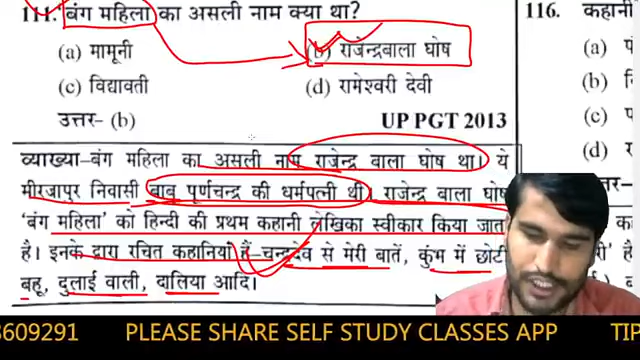 111. बंग महिला का असली नाम क्या था?
(a) मामूनी
(b) राजेन्द्रबाला घोष
(c) विद्यावती
(d) रामेश्वरी देवी
उत्तर– (b)
UP PGT 2013
व्याख्या–बंग महिला का असली नाम राजेन्द्र बाला घोष था। ये
मीरजापुर निवासी बाबू पूर्णचन्द्र की धर्मपत्नी थी। राजेन्द्र बाला घोष
'बंग महिला' को हिन्दी की प्रथम कहानी लेखिका स्वीकार किया जात
है। इनके द्वारा रचित कहानियां हैं–चन्द्रदेव से मेरी बातें, कुंभ में छोटी
बहू, दुलाई वाली, दालिया आदि।
116. कहानी
(a)
(b)
(c)
(d)
उत्तर–
8609291 PLEASE SHARE SELF STUDY CLASSES APP TIP